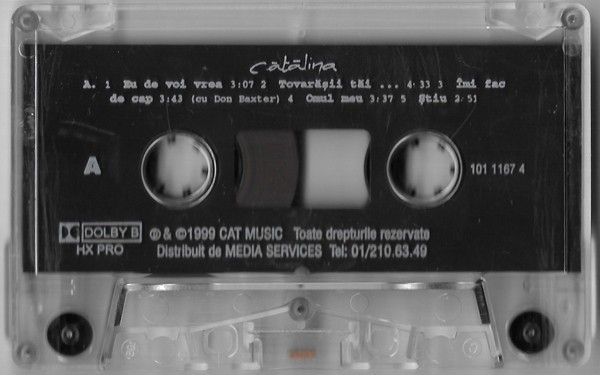 cătălina
A. 1 Eu de voi vrea 3:07 2 Tovarășii tăi ... 4:33 3 Îmi fac
de cap 3:43 (cu Don Baxter) 4 Omul meu 3:37 5 Știu 2:51
A
101 1167 4
DOLBY B
HX PRO
℗ & ©1999 CAT MUSIC Toate drepturile rezervate
Distribuit de MEDIA SERVICES Tel: 01/210.63.49